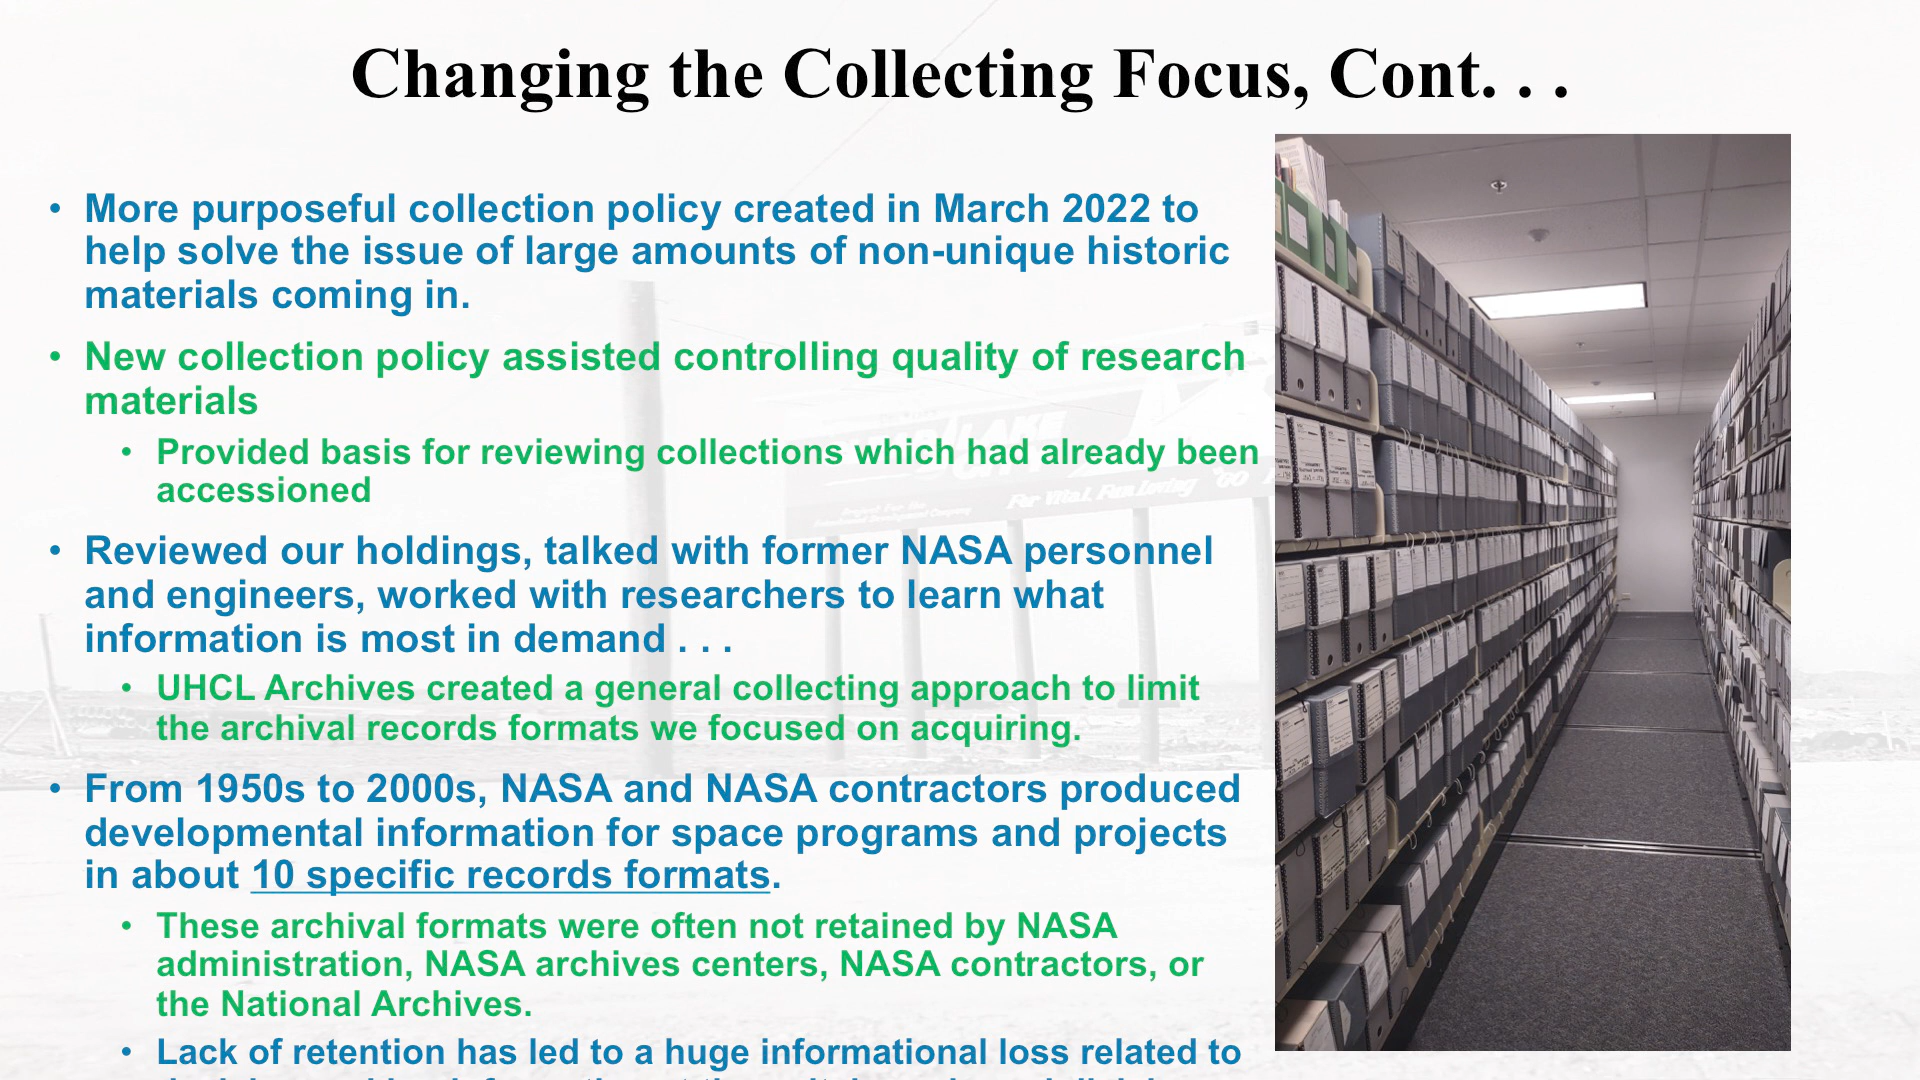 Changing the Collecting Focus, Cont. . .
• More purposeful collection policy created in March 2022 to
help solve the issue of large amounts of non-unique historic
materials coming in.
• New collection policy assisted controlling quality of research
materials
• Provided basis for reviewing collections which had already been
accessioned
• Reviewed our holdings, talked with former NASA personnel
and engineers, worked with researchers to learn what
information is most in demand . . .
• UHCL Archives created a general collecting approach to limit
the archival records formats we focused on acquiring.
• From 1950s to 2000s, NASA and NASA contractors produced
developmental information for space programs and projects
in about 10 specific records formats.
• These archival formats were often not retained by NASA
administration, NASA archives centers, NASA contractors, or
the National Archives.
• Lack of retention has led to a huge informational loss related to
LAKE
For Vital, Fun Loving "GO